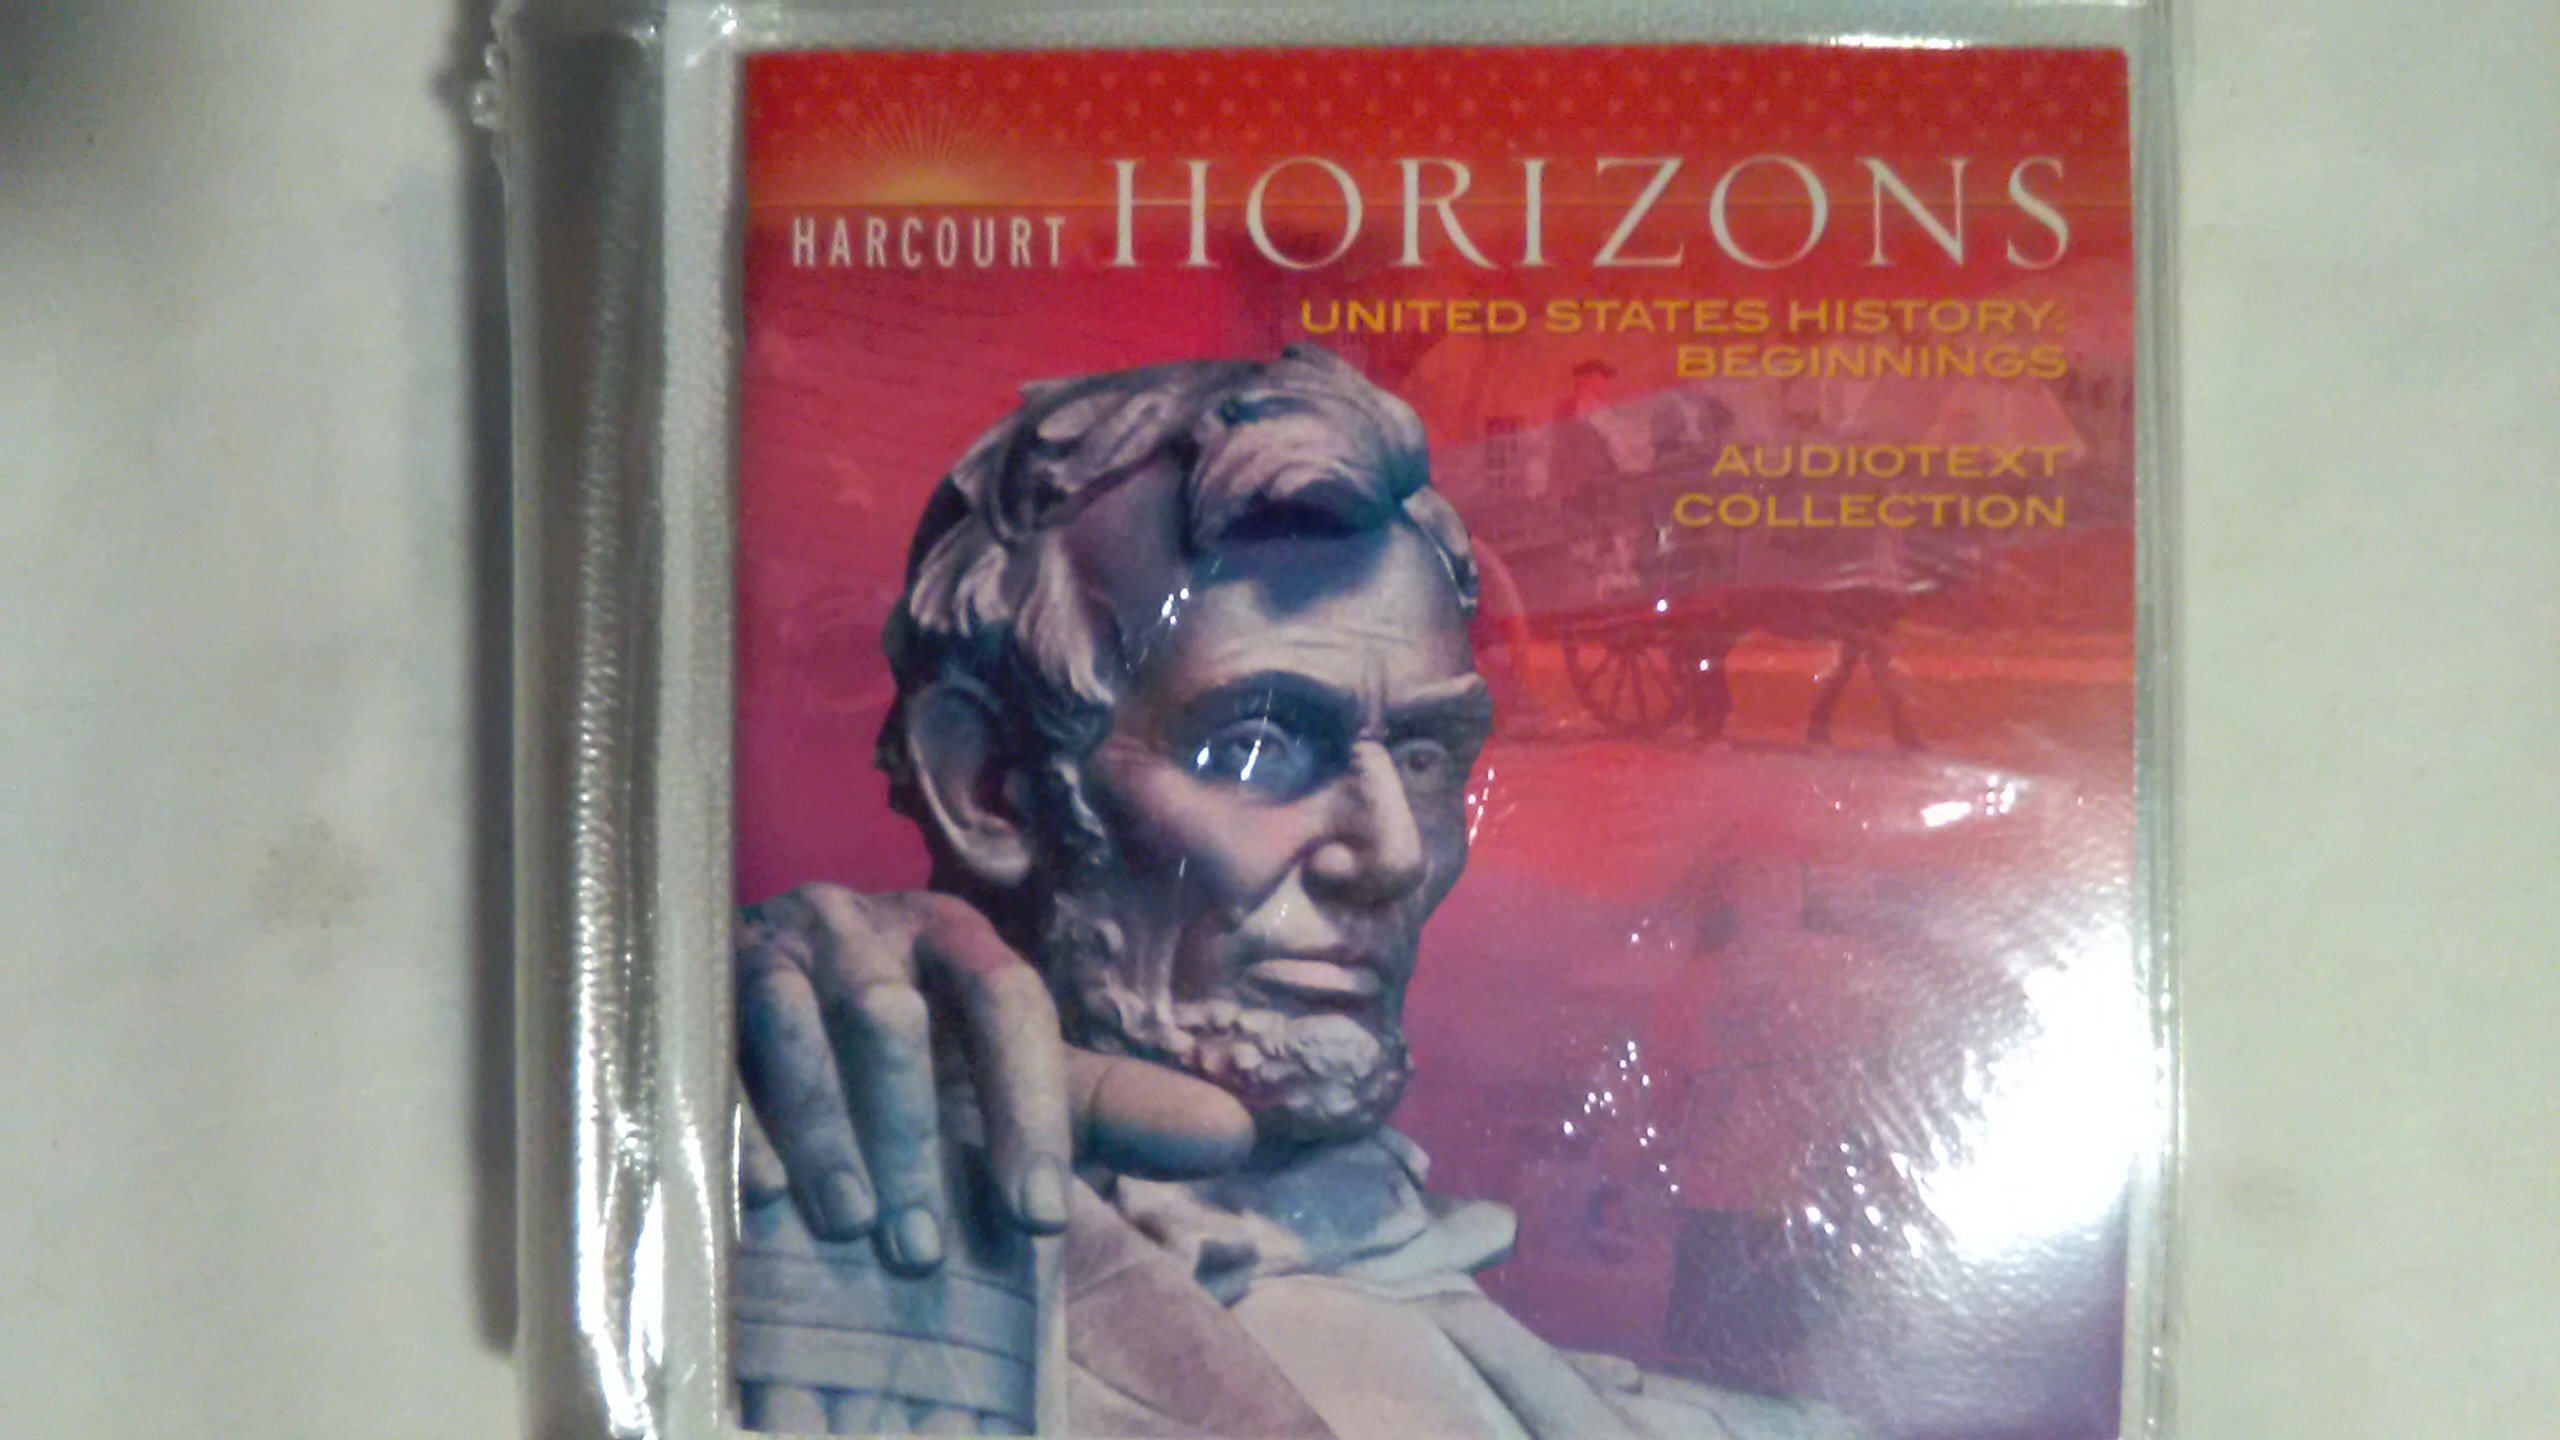 HARCOURT HORIZONS
UNITED STATES HISTORY:
BEGINNINGS
AUDIOTEXT
COLLECTION